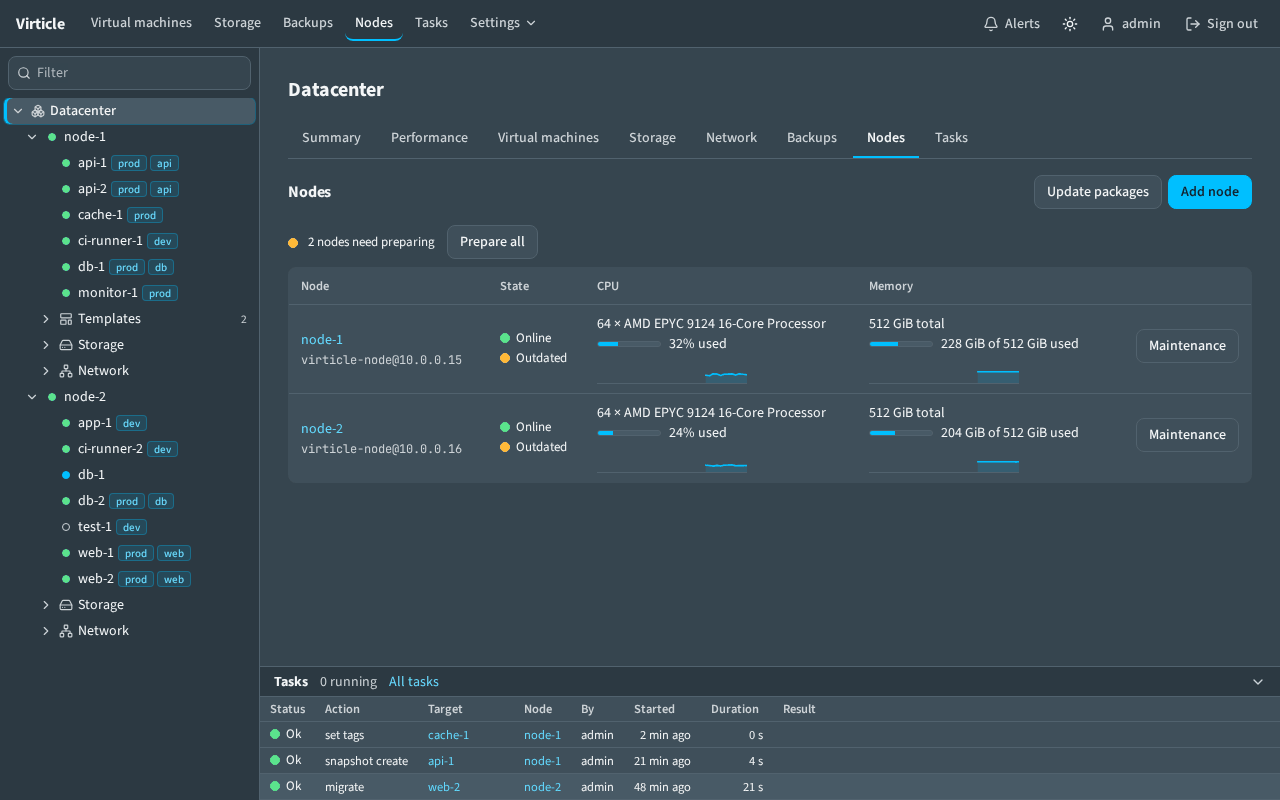 Virticle Virtual machines Storage Backups Nodes Tasks Settings Alerts admin Sign out
Filter
Datacenter
node-1
api-1 prod api
api-2 prod api
cache-1 prod
ci-runner-1 dev
db-1 prod db
monitor-1 prod
Templates 2
Storage
Network
node-2
app-1 dev
ci-runner-2 dev
db-1
db-2 prod db
test-1 dev
web-1 prod web
web-2 prod web
Storage
Network
Datacenter
Summary Performance Virtual machines Storage Network Backups Nodes Tasks
Nodes Update packages Add node
2 nodes need preparing Prepare all
Node State CPU Memory
node-1
virticle-node@10.0.0.15
Online
Outdated
64 × AMD EPYC 9124 16-Core Processor
32% used
512 GiB total
228 GiB of 512 GiB used
Maintenance
node-2
virticle-node@10.0.0.16
Online
Outdated
64 × AMD EPYC 9124 16-Core Processor
24% used
512 GiB total
204 GiB of 512 GiB used
Maintenance
Tasks 0 running All tasks
Status Action Target Node By Started Duration Result
Ok set tags cache-1 node-1 admin 2 min ago 0 s
Ok snapshot create api-1 node-1 admin 21 min ago 4 s
Ok migrate web-2 node-2 admin 48 min ago 21 s